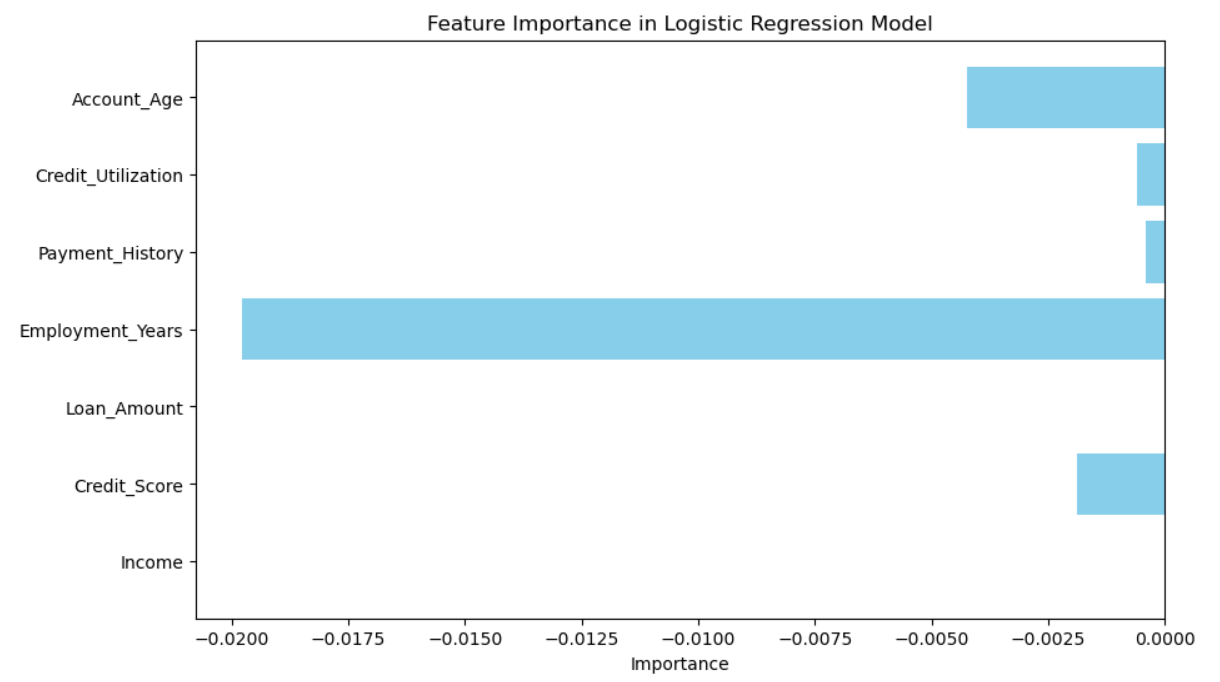 Feature Importance in Logistic Regression Model
Account_Age
Credit_Utilization
Payment_History
Employment_Years
Loan_Amount
Credit_Score
Income
−0.0200 −0.0175 −0.0150 −0.0125 −0.0100 −0.0075 −0.0050 −0.0025 0.0000
Importance